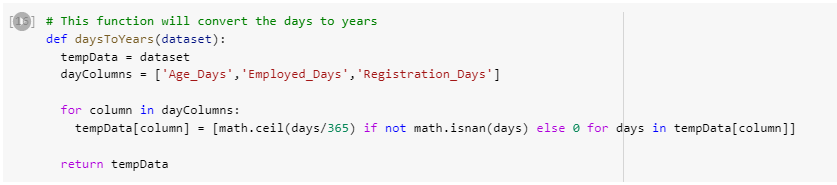 [16] # This function will convert the days to years
def daysToYears(dataset):
  tempData = dataset
  dayColumns = ['Age_Days','Employed_Days','Registration_Days']

  for column in dayColumns:
    tempData[column] = [math.ceil(days/365) if not math.isnan(days) else 0 for days in tempData[column]]

  return tempData